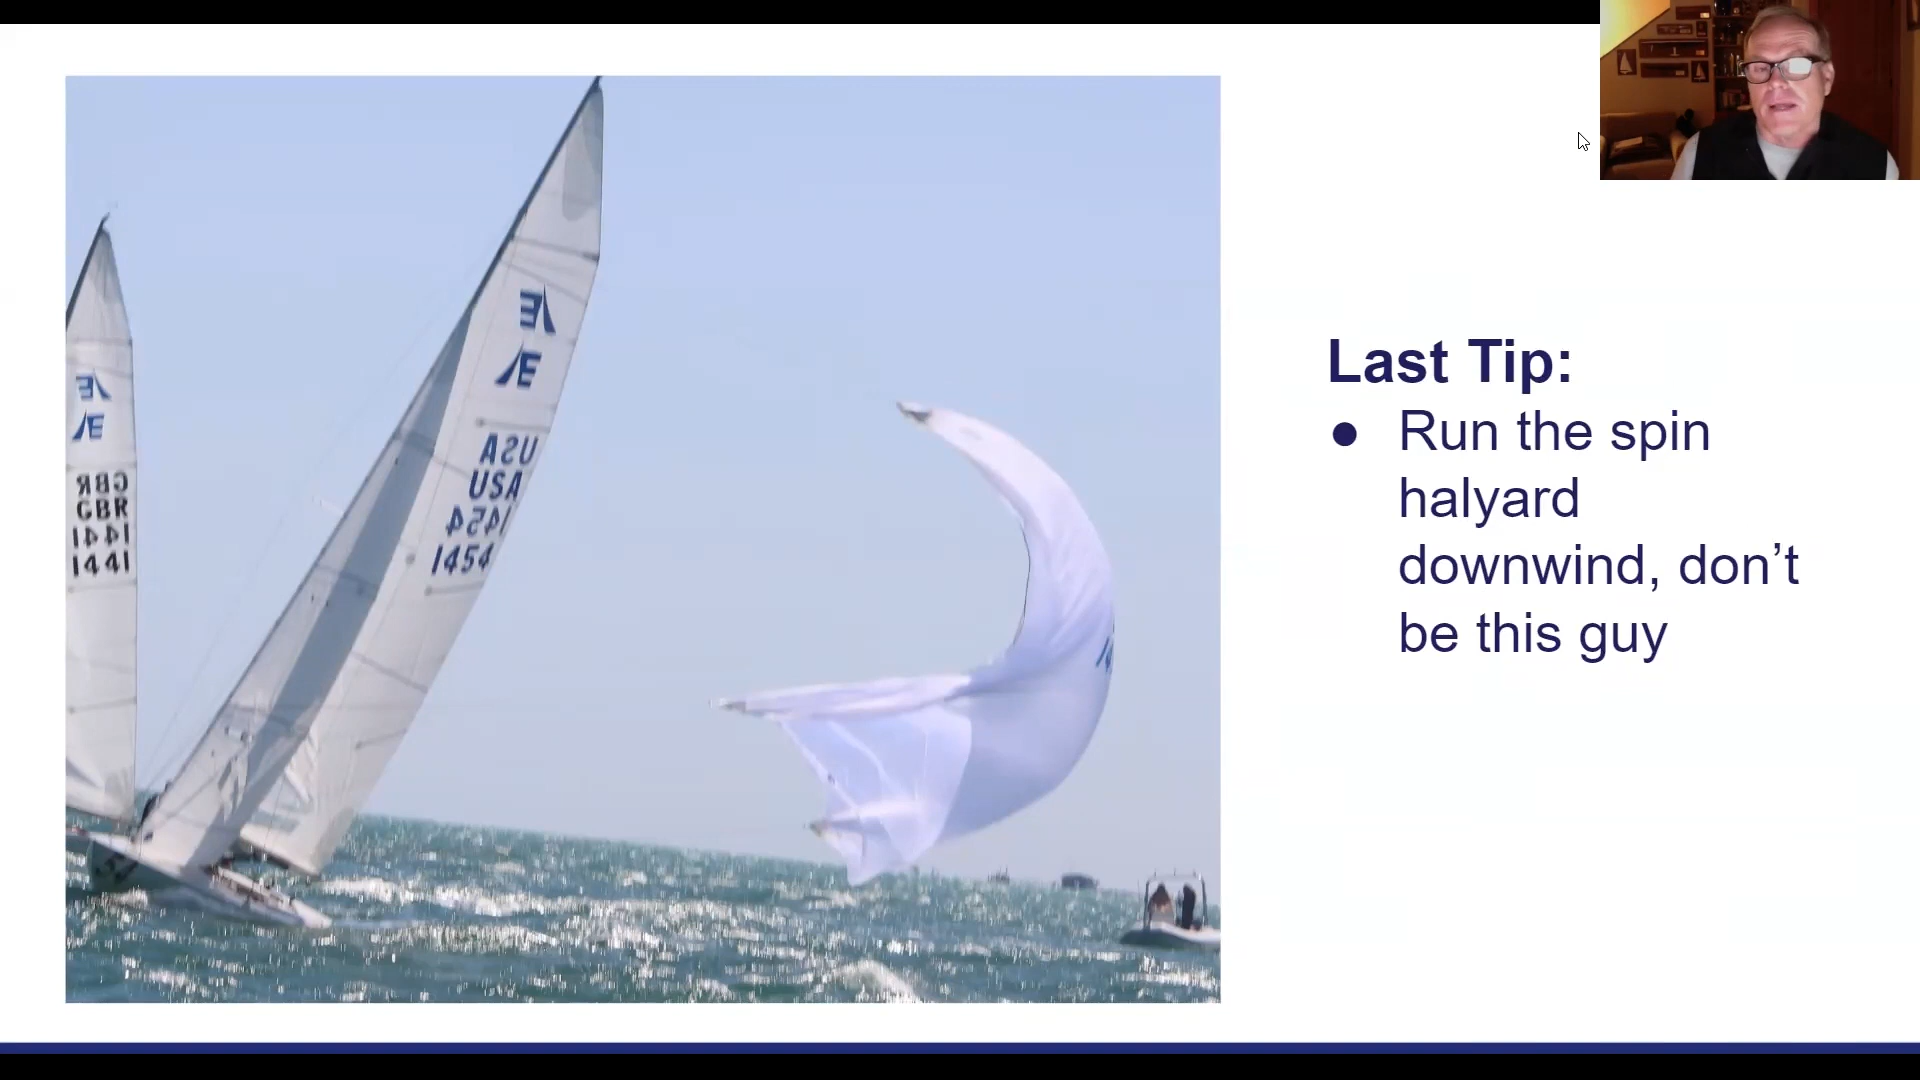 Last Tip:
● Run the spin
halyard
downwind, don’t
be this guy
GBR
1441
USA
1454